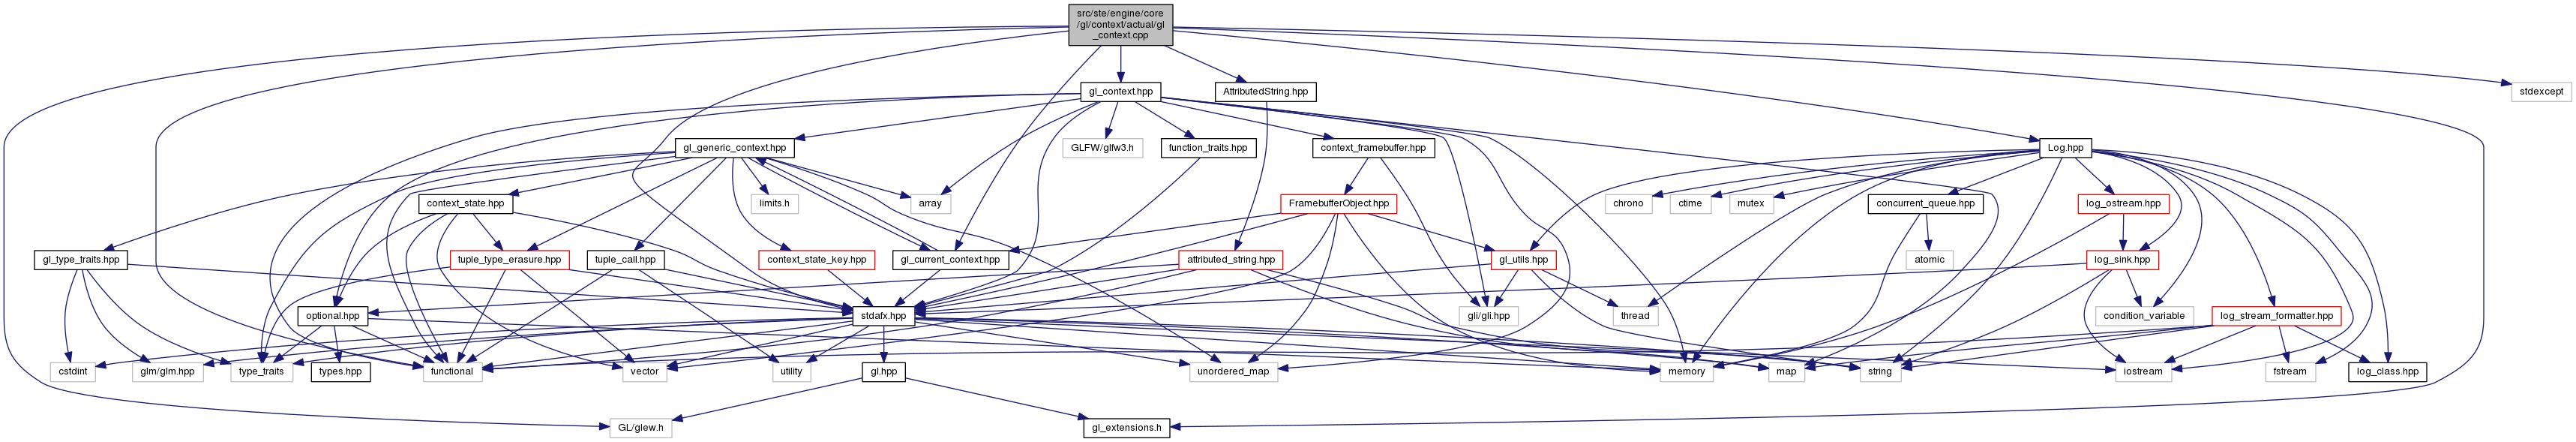 src/ste/engine/core
/gl/context/actual/gl
_context.cpp
gl_context.hpp
AttributedString.hpp
stdexcept
gl_generic_context.hpp
GLFW/glfw3.h
function_traits.hpp
context_framebuffer.hpp
Log.hpp
context_state.hpp
limits.h
array
FramebufferObject.hpp
chrono
ctime
mutex
concurrent_queue.hpp
log_ostream.hpp
gl_type_traits.hpp
tuple_type_erasure.hpp
tuple_call.hpp
context_state_key.hpp
gl_current_context.hpp
attributed_string.hpp
gl_utils.hpp
atomic
log_sink.hpp
optional.hpp
stdafx.hpp
gli/gli.hpp
thread
condition_variable
log_stream_formatter.hpp
cstdint
glm/glm.hpp
type_traits
types.hpp
functional
vector
utility
gl.hpp
unordered_map
memory
map
string
iostream
fstream
log_class.hpp
GL/glew.h
gl_extensions.h